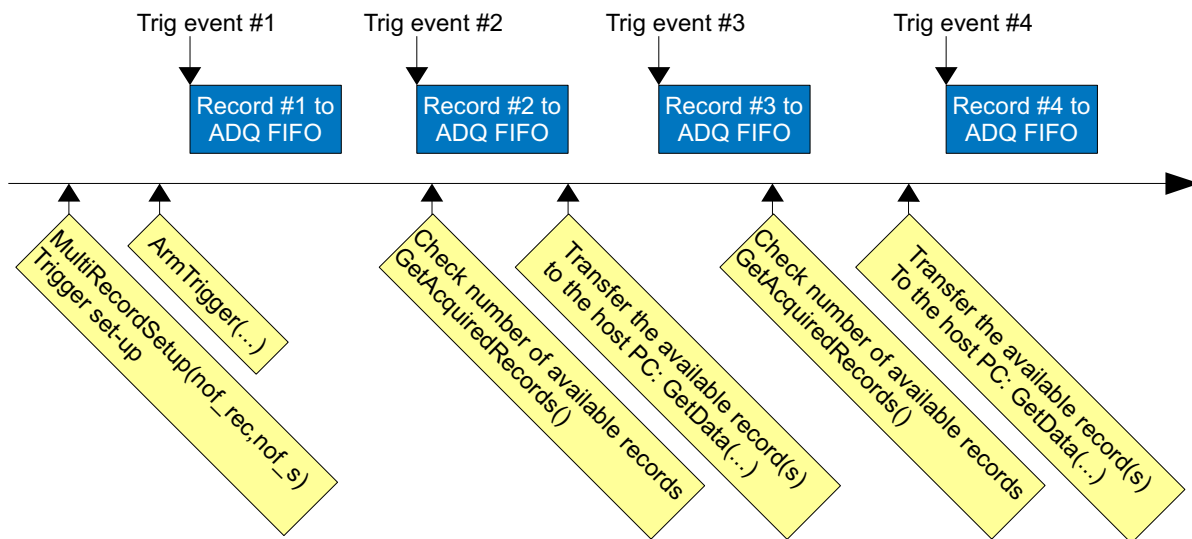 Trig event #1
Trig event #2
Trig event #3
Trig event #4
Record #1 to
ADQ FIFO
Record #2 to
ADQ FIFO
Record #3 to
ADQ FIFO
Record #4 to
ADQ FIFO
MultiRecordSetup(nof_rec,nof_s)
Trigger set-up
ArmTrigger(...)
Check number of available records
GetAcquiredRecords()
Transfer the available record(s)
to the host PC: GetData(...)
Check number of available records
GetAcquiredRecords()
Transfer the available record(s)
To the host PC: GetData(...)